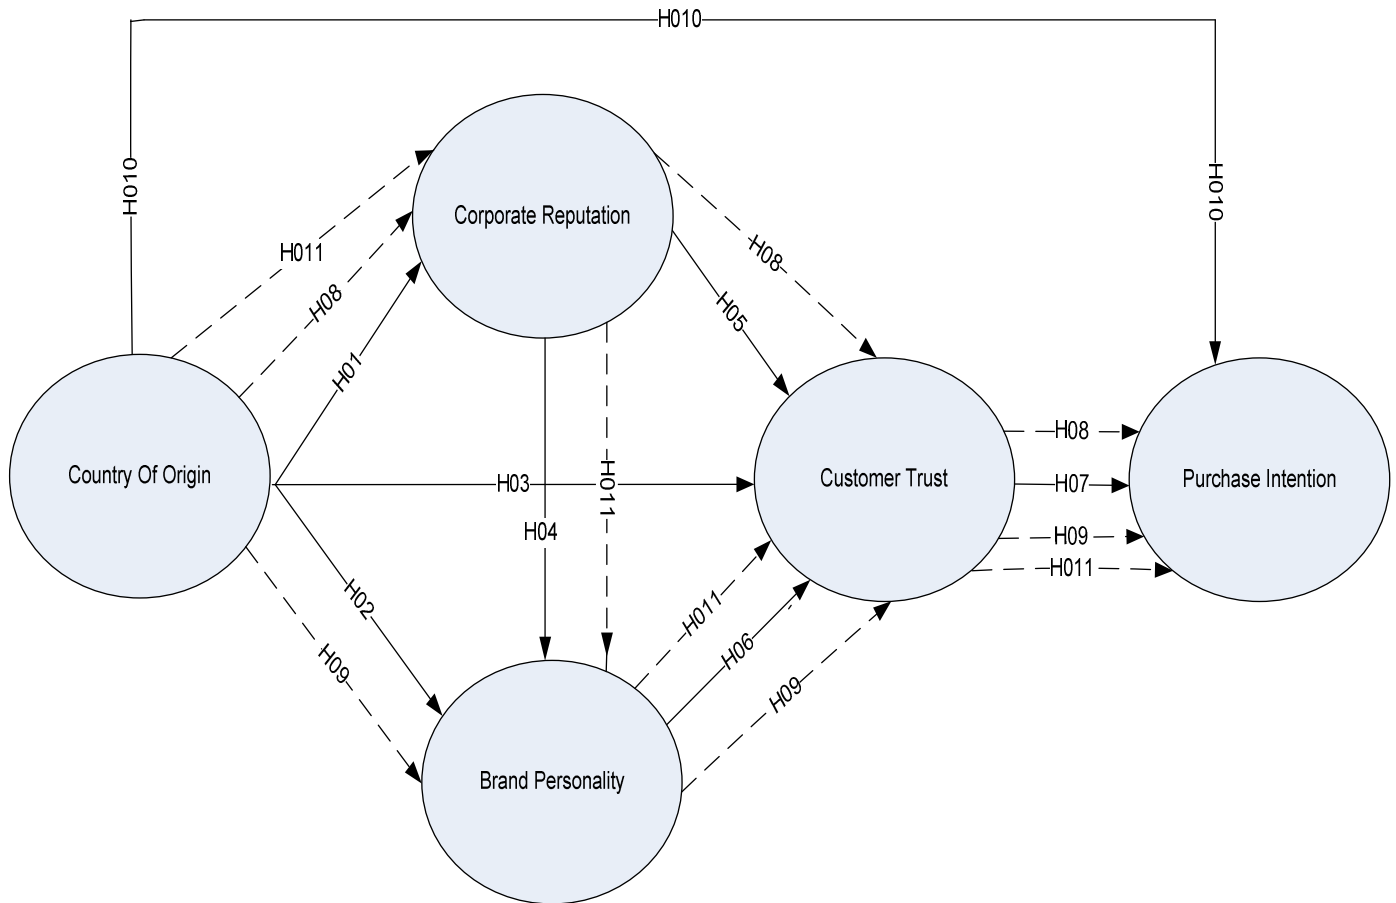 H010
H010
H010
Corporate Reputation
H011
H08
H08
H01
H05
Country Of Origin
Customer Trust
Purchase Intention
H08
H03
H07
H011
H04
H09
H011
H02
H011
H06
H09
H09
Brand Personality